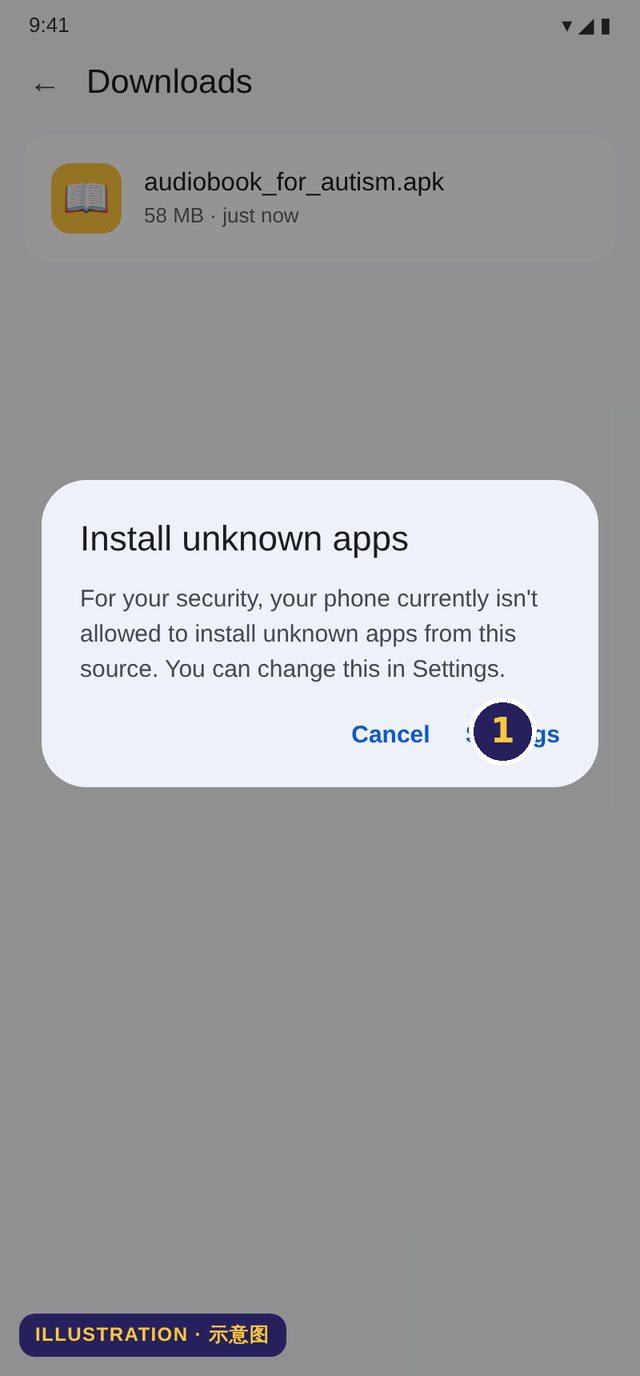 9:41
← Downloads
audiobook_for_autism.apk
58 MB · just now
Install unknown apps
For your security, your phone currently isn't
allowed to install unknown apps from this
source. You can change this in Settings.
Cancel
1
ILLUSTRATION · 示意图